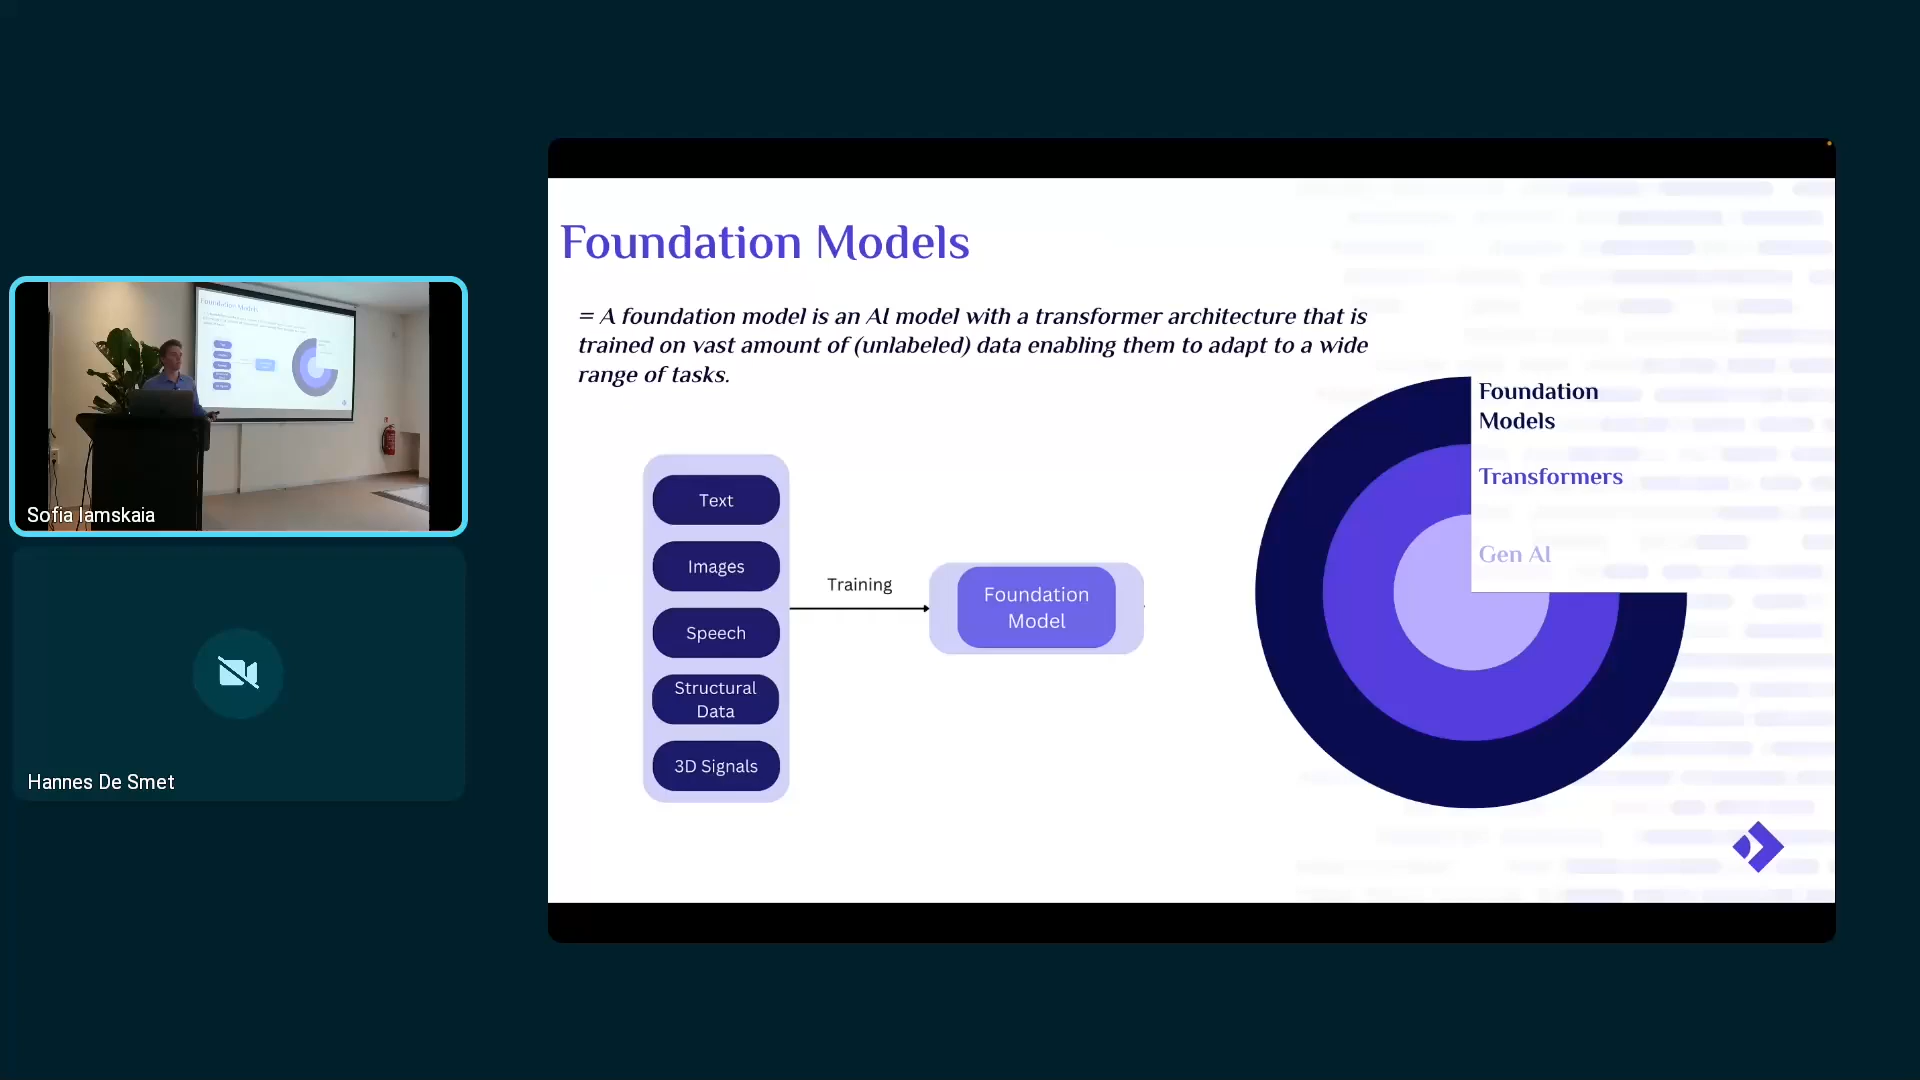 Foundation Models
= A foundation model is an AI model with a transformer architecture that is
trained on vast amount of (unlabeled) data enabling them to adapt to a wide
range of tasks.
Foundation
Models
Transformers
Gen AI
Text
Images
Speech
Structural
Data
3D Signals
Training
Foundation
Model
Sofia Iamskaia
Hannes De Smet